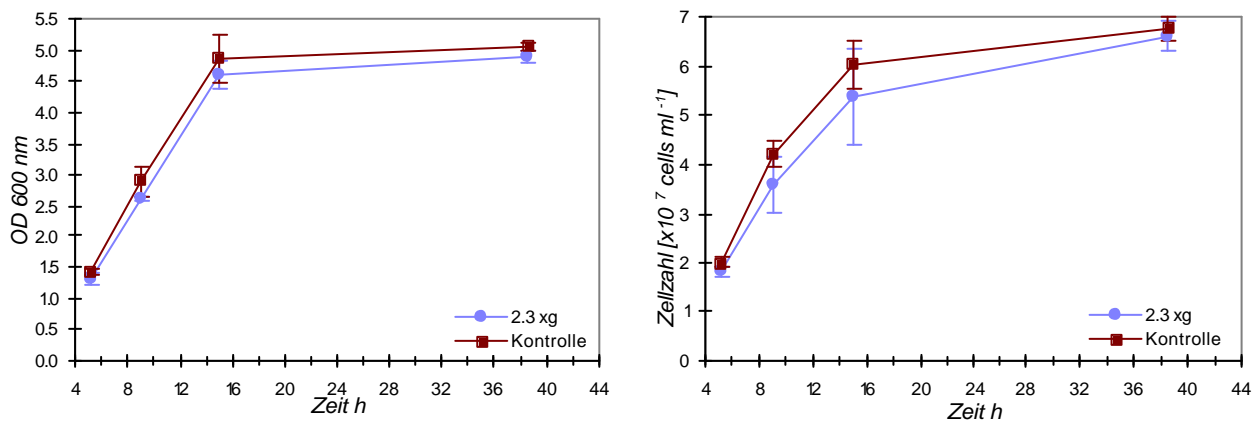 OD 600 nm
5.5
5.0
4.5
4.0
3.5
3.0
2.5
2.0
1.5
1.0
0.5
0.0
2.3 xg
Kontrolle
4 8 12 16 20 24 28 32 36 40 44
Zeit h
Zellzahl [x10 ⁷ cells ml ⁻¹]
7
6
5
4
3
2
1
0
2.3 xg
Kontrolle
4 8 12 16 20 24 28 32 36 40 44
Zeit h